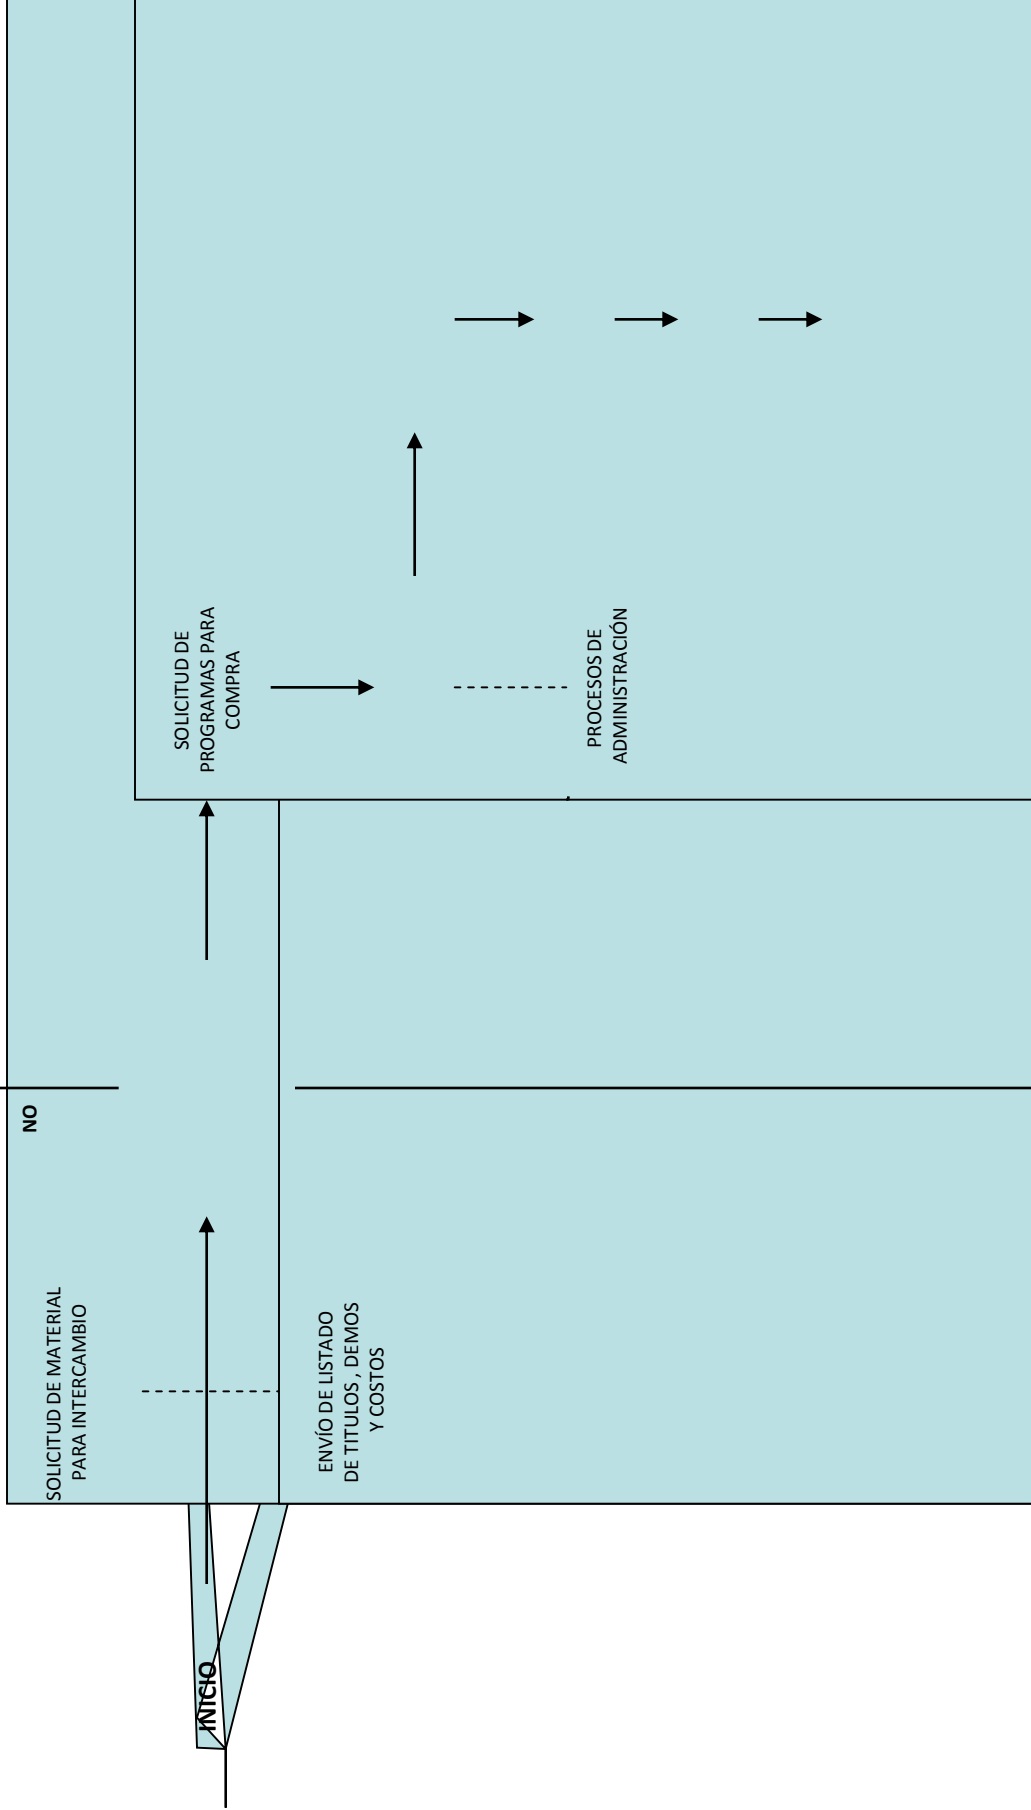 INICIO
SOLICITUD DE MATERIAL
PARA INTERCAMBIO
ENVÍO DE LISTADO
DE TITULOS , DEMOS
Y COSTOS
NO
SOLICITUD DE
PROGRAMAS PARA
COMPRA
PROCESOS DE
ADMINISTRACIÓN